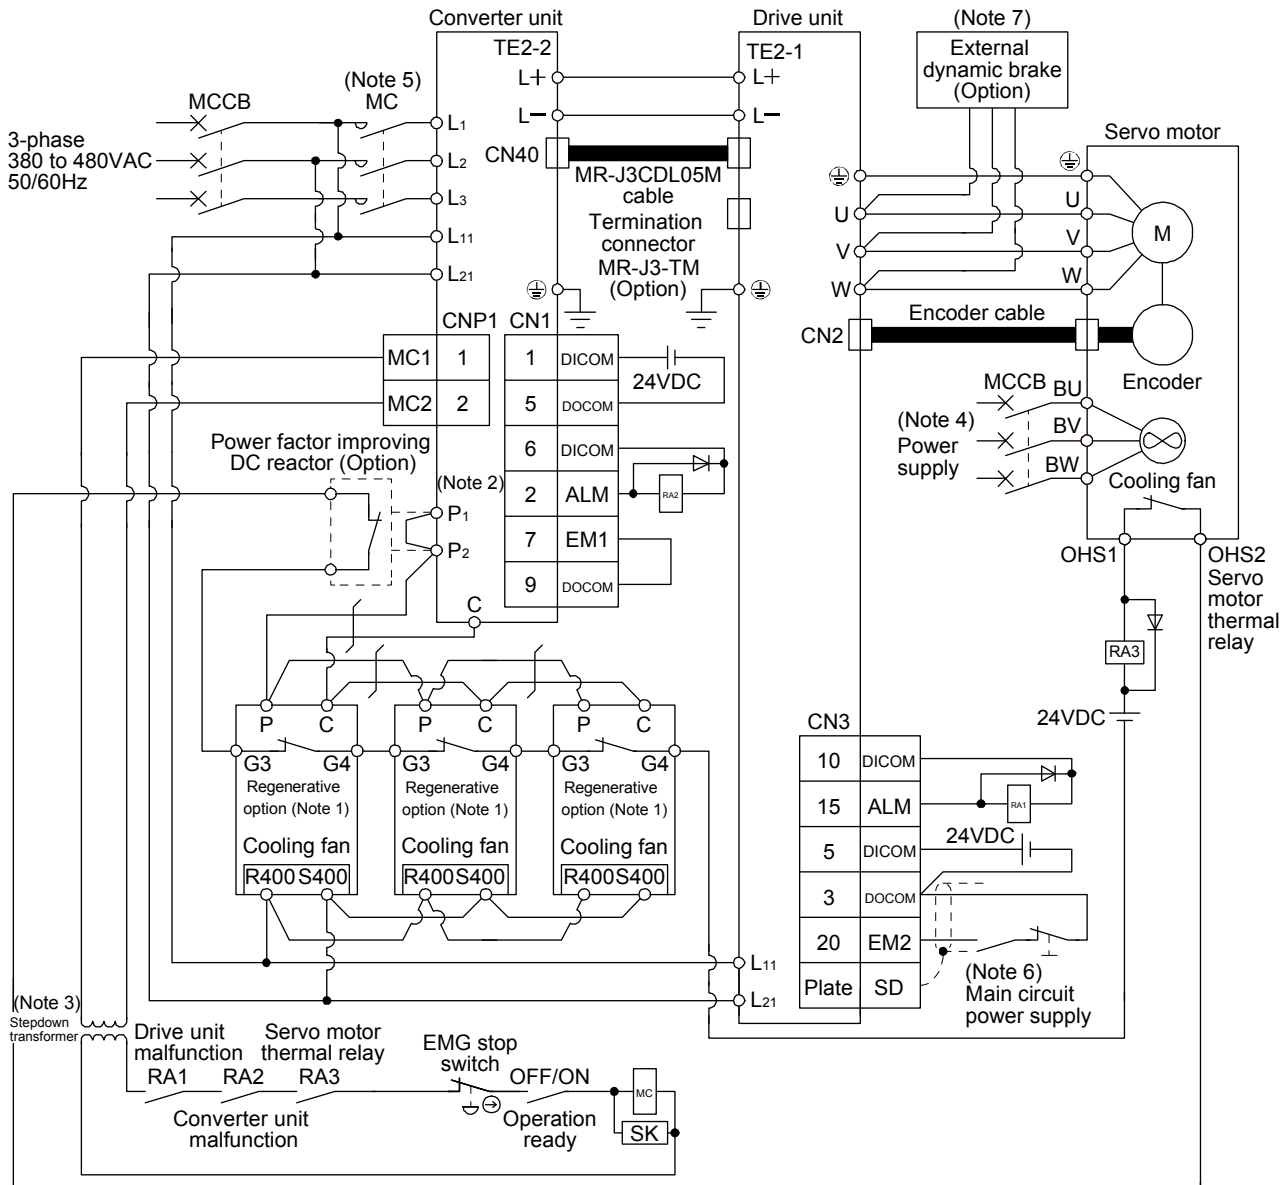 Converter unit
Drive unit
(Note 7)
TE2-2
TE2-1
External
dynamic brake
(Option)
L+
L+
L−
L−
(Note 5)
MC
MCCB
3-phase
380 to 480VAC
50/60Hz
L1
L2
L3
L11
L21
CN40
MR-J3CDL05M
cable
Termination
connector
MR-J3-TM
(Option)
Servo motor
U
V
W
U
V
W
M
CN2
Encoder cable
Encoder
CNP1
CN1
MC1
1
MC2
2
1
DICOM
24VDC
5
DOCOM
6
DICOM
2
ALM
RA2
7
EM1
9
DOCOM
MCCB
BU
BV
BW
(Note 4)
Power
supply
Cooling fan
Power factor improving
DC reactor (Option)
(Note 2)
P1
P2
C
OHS1
OHS2
Servo
motor
thermal
relay
RA3
24VDC
P
C
P
C
P
C
G3
G4
G3
G4
G3
G4
Regenerative
option (Note 1)
Regenerative
option (Note 1)
Regenerative
option (Note 1)
Cooling fan
Cooling fan
Cooling fan
R400 S400
R400 S400
R400 S400
CN3
10
DICOM
15
ALM
RA1
5
DICOM
24VDC
3
DOCOM
20
EM2
Plate
SD
(Note 6)
Main circuit
power supply
L11
L21
(Note 3)
Stepdown
transformer
Drive unit
malfunction
Servo motor
thermal relay
EMG stop
switch
RA1
RA2
RA3
OFF/ON
MC
Converter unit
malfunction
Operation
ready
SK